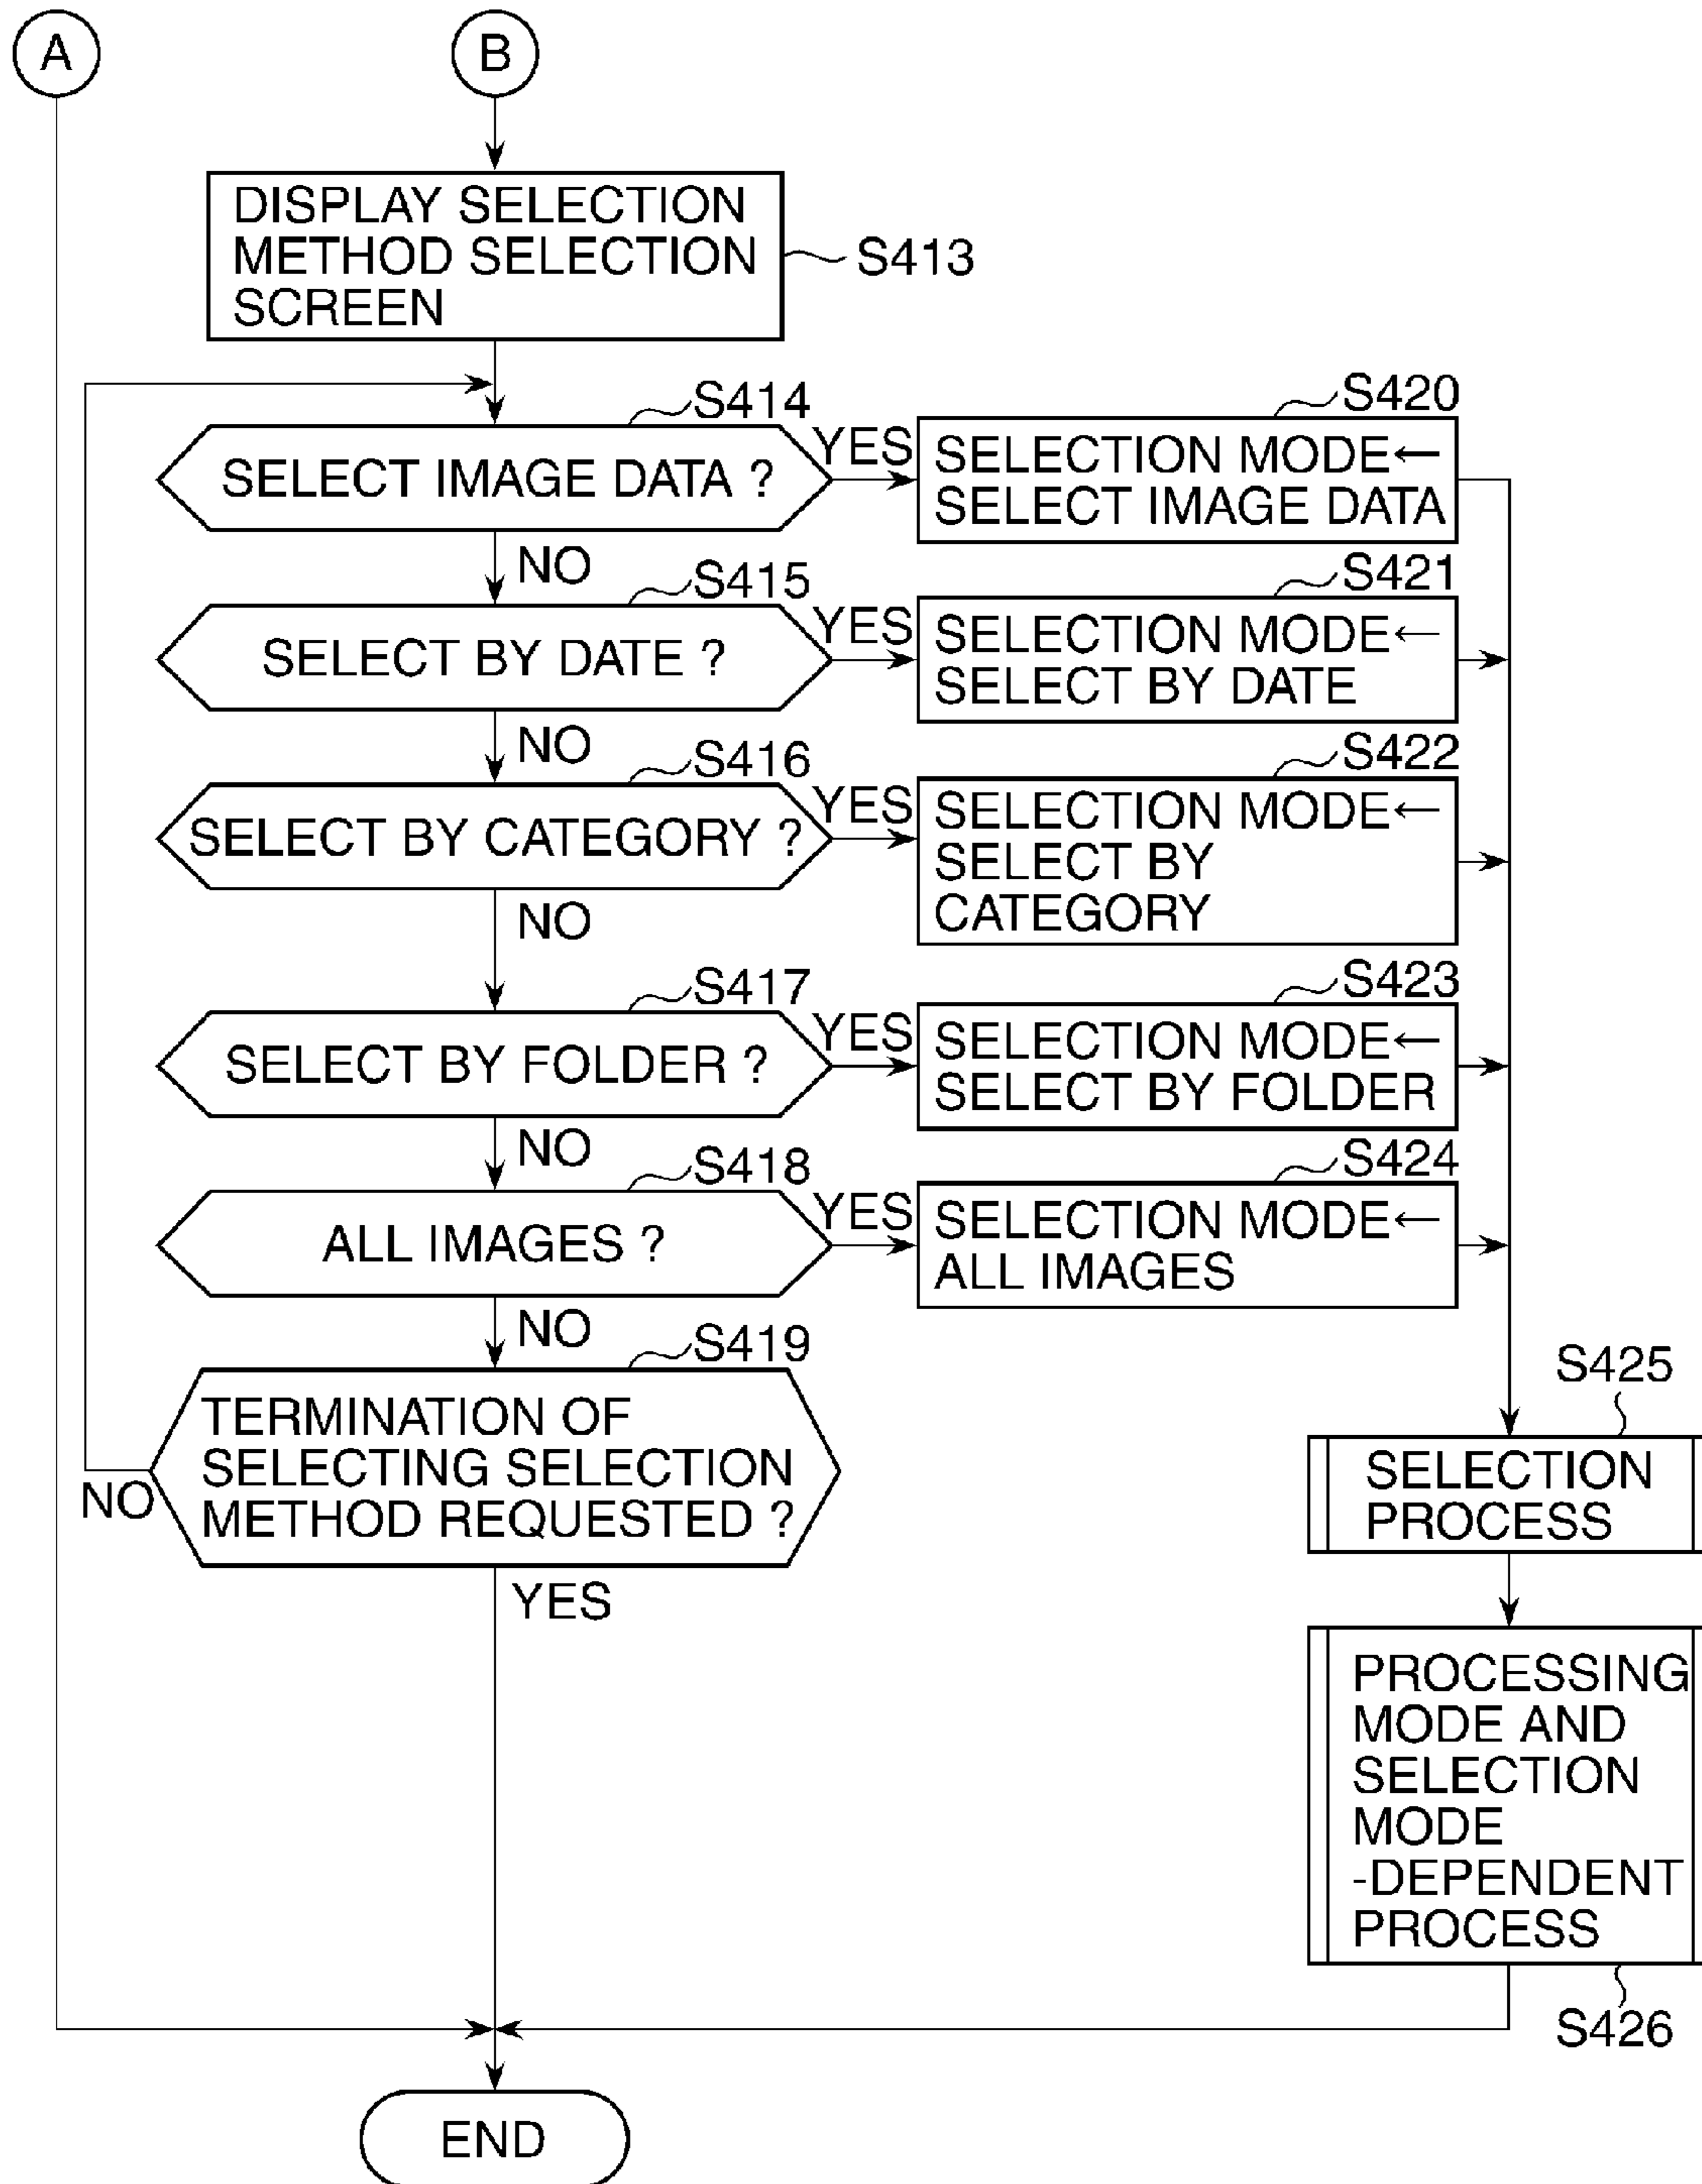 A
B
DISPLAY SELECTION
METHOD SELECTION
SCREEN
S413
S414
SELECT IMAGE DATA ?
YES
NO
S420
SELECTION MODE←
SELECT IMAGE DATA
S415
SELECT BY DATE ?
YES
NO
S421
SELECTION MODE←
SELECT BY DATE
S416
SELECT BY CATEGORY ?
YES
NO
S422
SELECTION MODE←
SELECT BY
CATEGORY
S417
SELECT BY FOLDER ?
YES
NO
S423
SELECTION MODE←
SELECT BY FOLDER
S418
ALL IMAGES ?
YES
NO
S424
SELECTION MODE←
ALL IMAGES
S419
TERMINATION OF
SELECTING SELECTION
METHOD REQUESTED ?
NO
YES
S425
SELECTION
PROCESS
PROCESSING
MODE AND
SELECTION
MODE
-DEPENDENT
PROCESS
S426
END